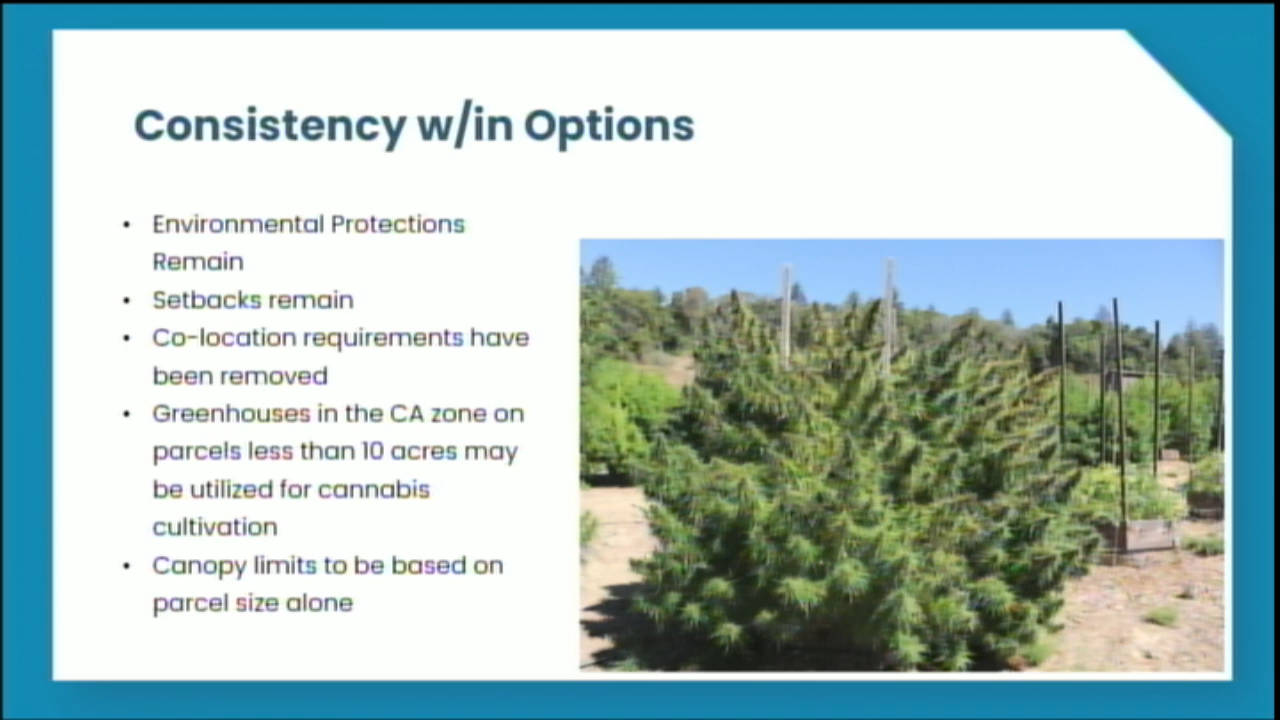 Consistency w/in Options
• Environmental Protections
Remain
• Setbacks remain
• Co-location requirements have
been removed
• Greenhouses in the CA zone on
parcels less than 10 acres may
be utilized for cannabis
cultivation
• Canopy limits to be based on
parcel size alone